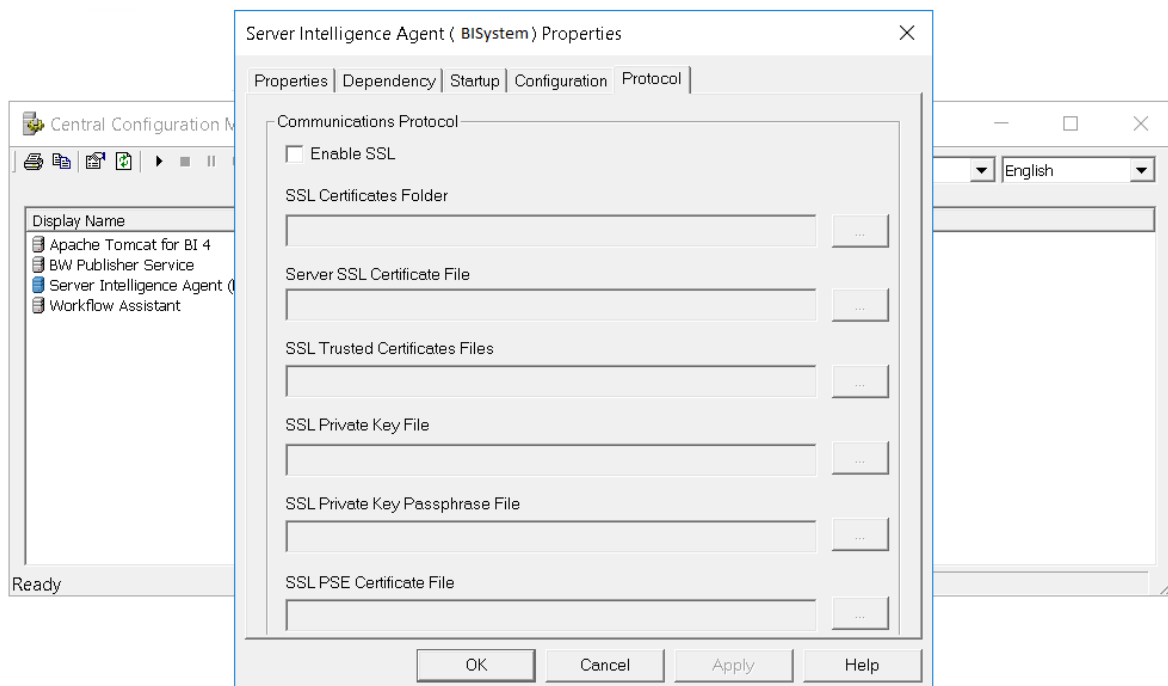 Server Intelligence Agent ( BISystem ) Properties
Properties Dependency Startup Configuration Protocol
Central Configuration M
Communications Protocol
Enable SSL
English
SSL Certificates Folder
...
Display Name
Apache Tomcat for BI 4
BW Publisher Service
Server Intelligence Agent (
Workflow Assistant
Server SSL Certificate File
...
SSL Trusted Certificates Files
...
SSL Private Key File
...
SSL Private Key Passphrase File
...
SSL PSE Certificate File
...
Ready
OK Cancel Apply Help